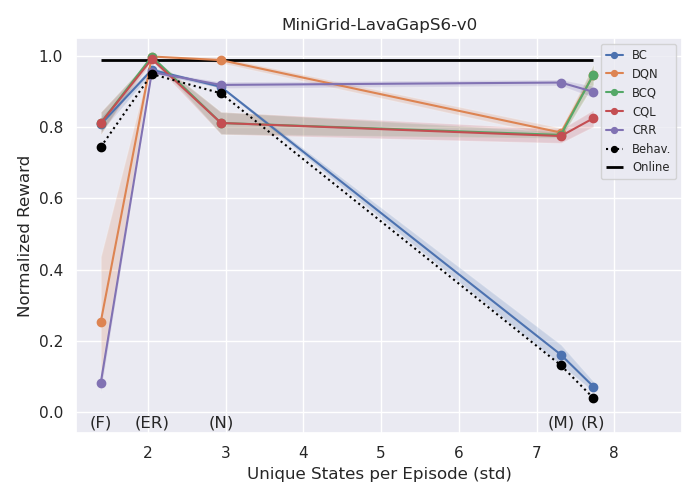 MiniGrid-LavaGapS6-v0
Normalized Reward
1.0
0.8
0.6
0.4
0.2
0.0
BC
DQN
BCQ
CQL
CRR
Behav.
Online
(F) (ER) (N) (M) (R)
2 3 4 5 6 7 8
Unique States per Episode (std)